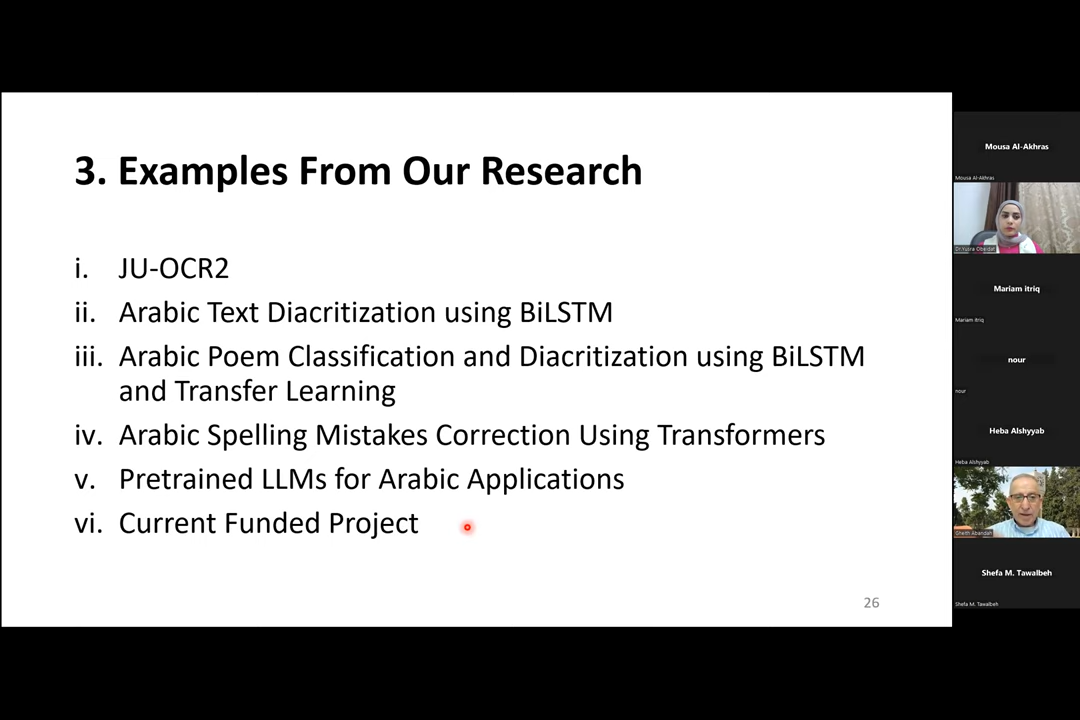 3. Examples From Our Research
i. JU-OCR2
ii. Arabic Text Diacritization using BiLSTM
iii. Arabic Poem Classification and Diacritization using BiLSTM
and Transfer Learning
iv. Arabic Spelling Mistakes Correction Using Transformers
v. Pretrained LLMs for Arabic Applications
vi. Current Funded Project
26
Mousa Al-Akhras
Mousa Al-Akhras
Dr.Yusra Obeidat
Mariam itriq
Mariam itriq
nour
nour
Heba Alshyyab
Heba Alshyyab
Gheith Abandah
Shefa M. Tawalbeh
Shefa M. Tawalbeh